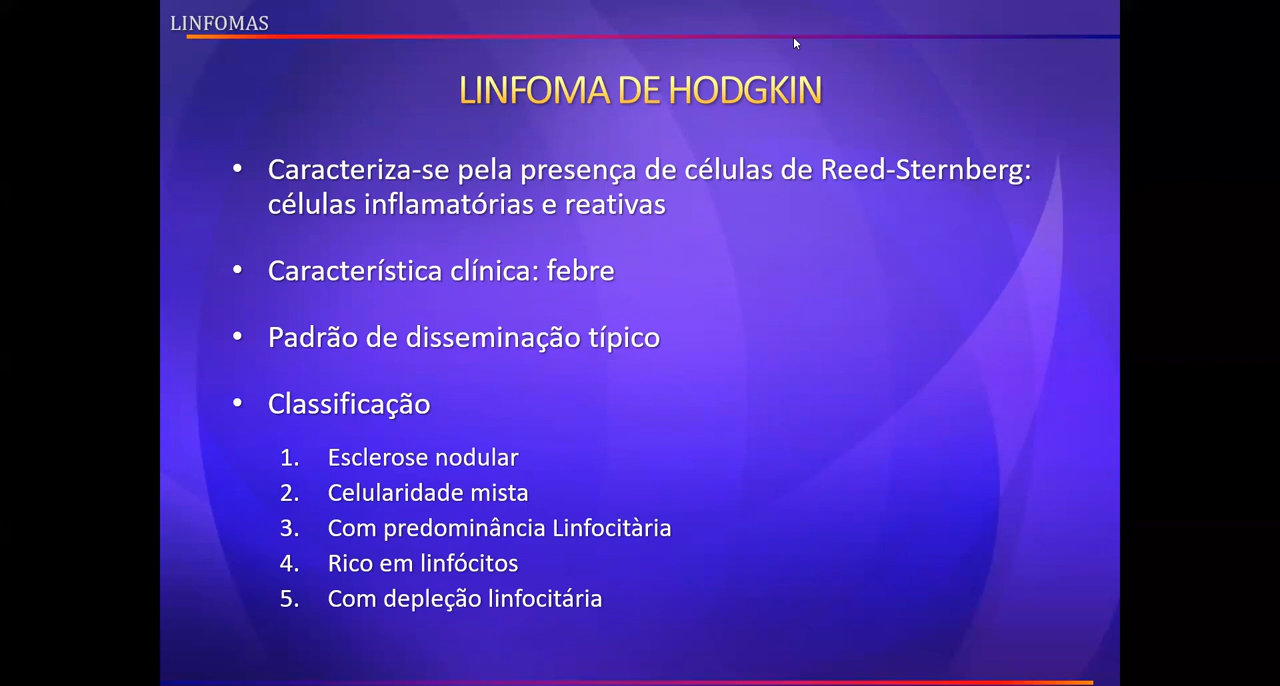 LINFOMAS
LINFOMA DE HODGKIN
• Caracteriza-se pela presença de células de Reed-Sternberg:
células inflamatórias e reativas
• Característica clínica: febre
• Padrão de disseminação típico
• Classificação
1. Esclerose nodular
2. Celularidade mista
3. Com predominância Linfocitària
4. Rico em linfócitos
5. Com depleção linfocitária